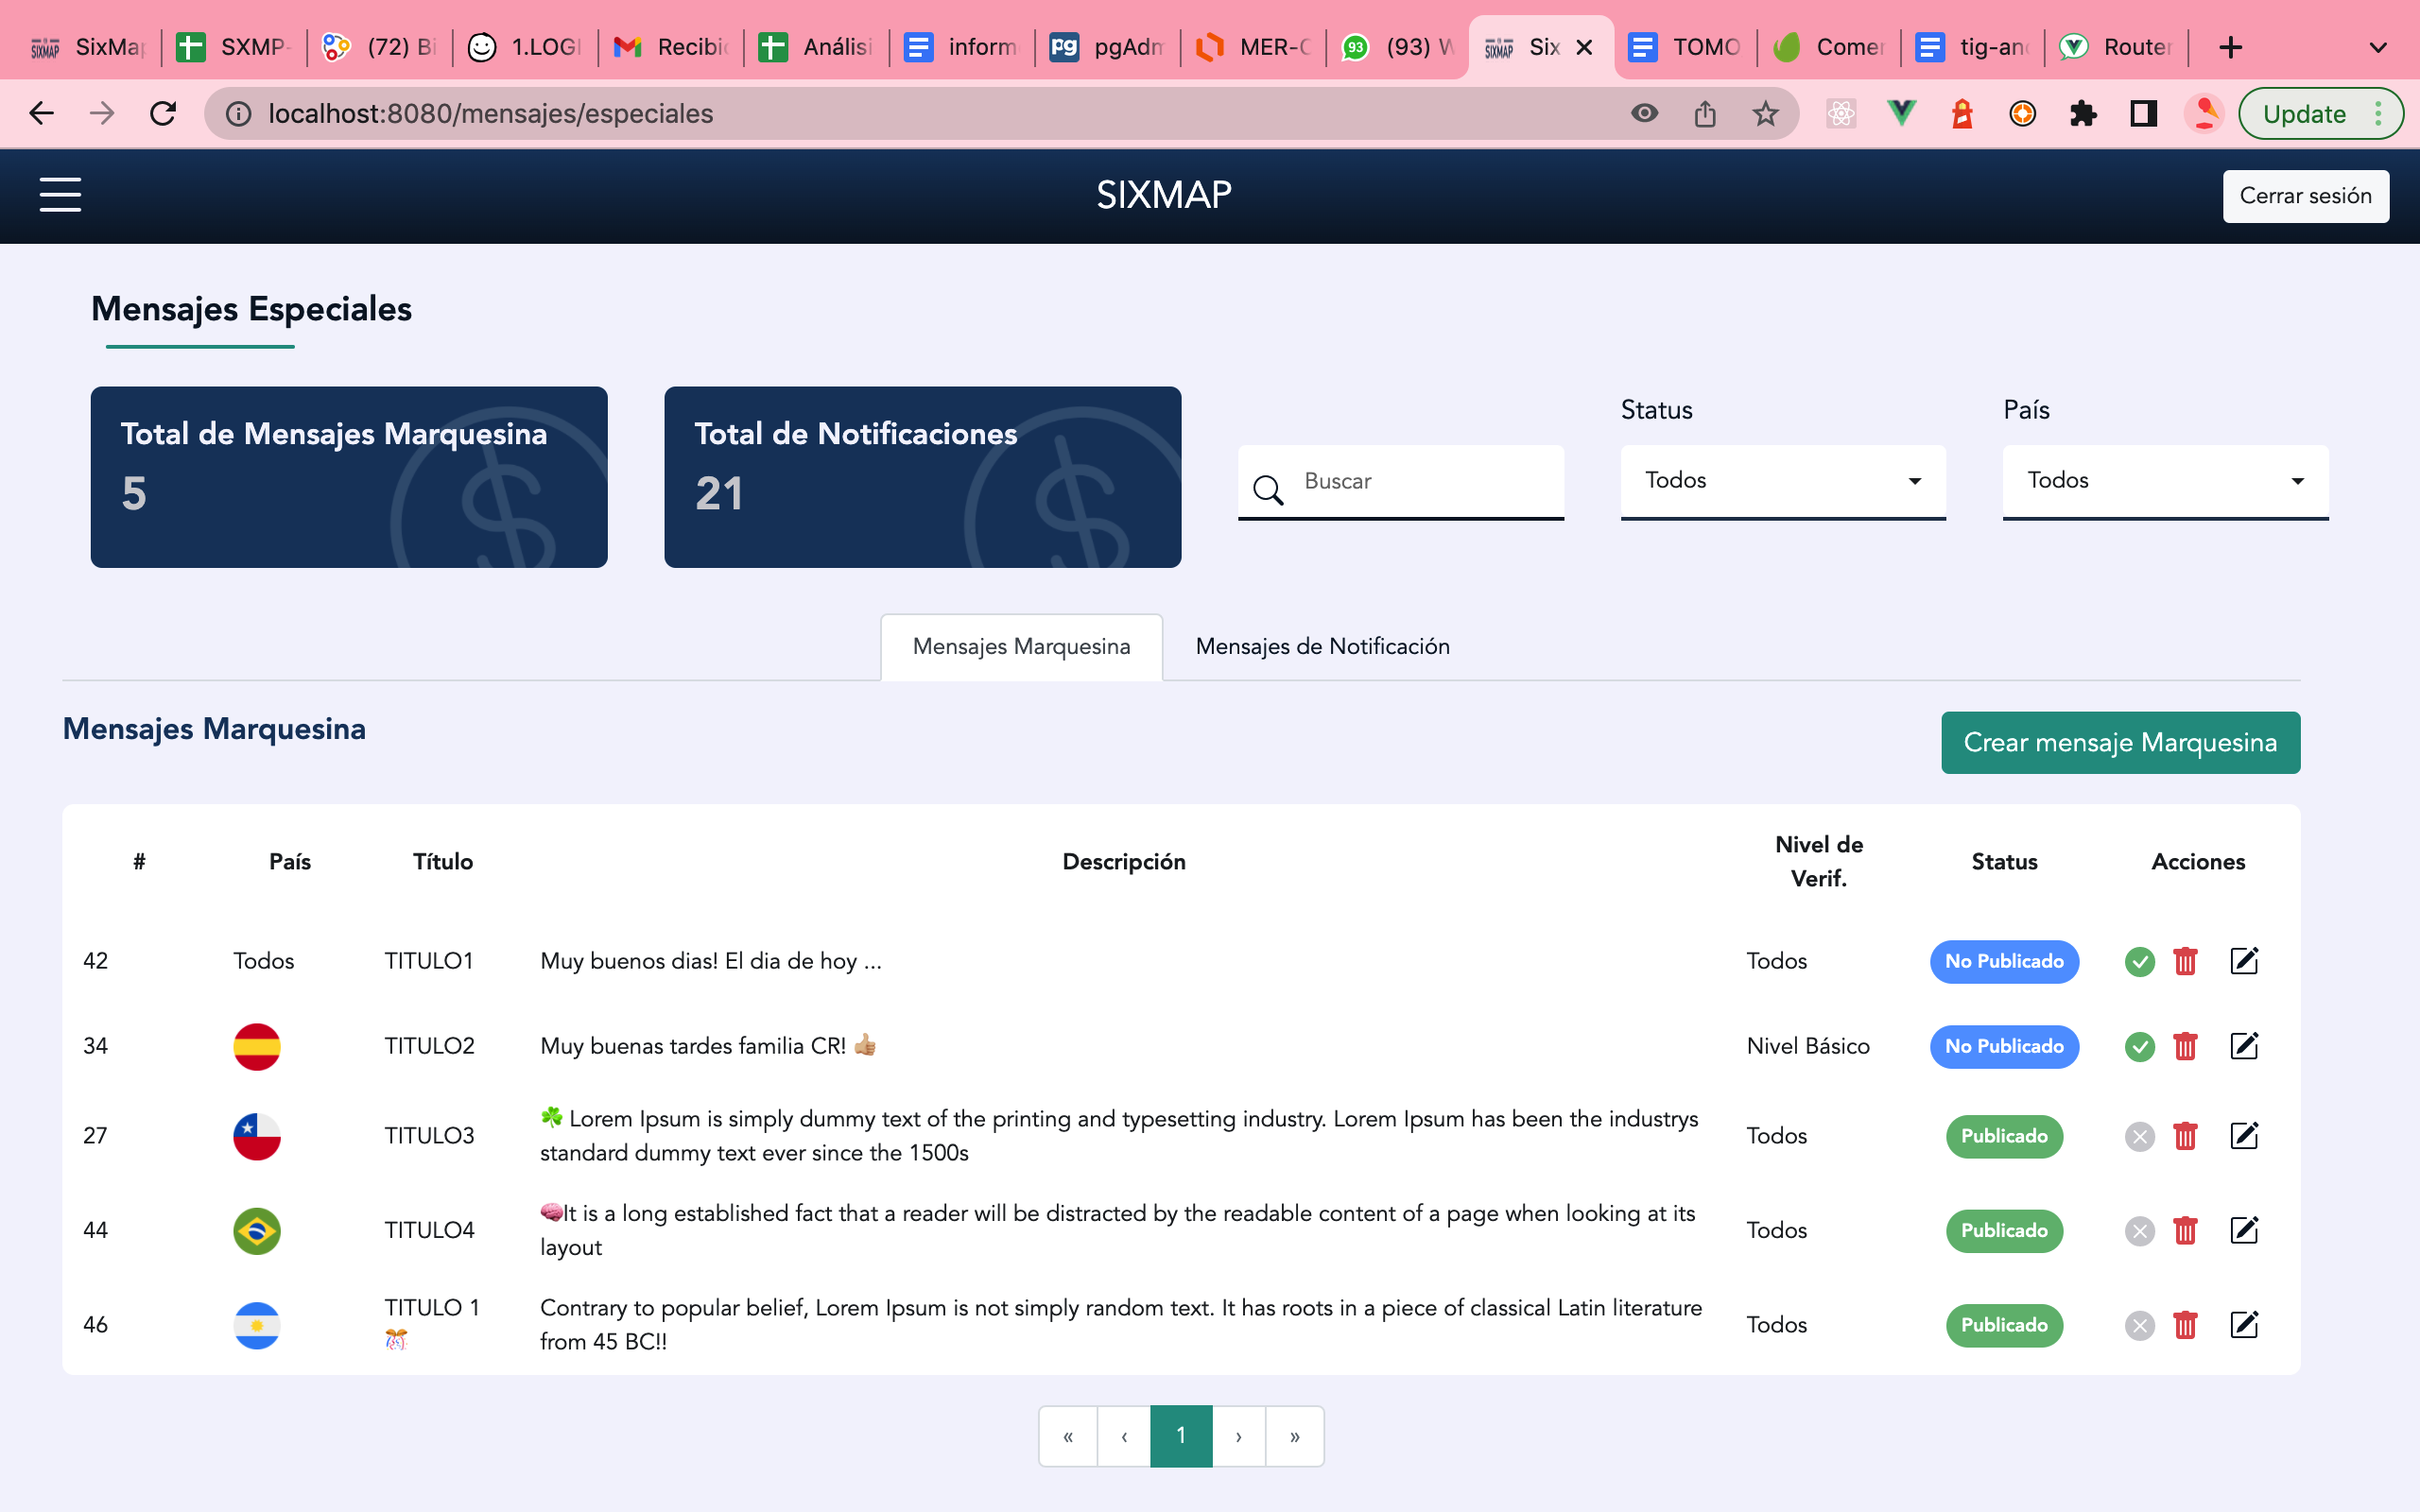 SixMap
SXMP-
(72) Bi
1.LOGI
Recibi
Análisi
inform
pgAdm
MER-C
(93) W
Six
TOMO
Comer
tig-and
Router
localhost:8080/mensajes/especiales
Update
SIXMAP
Cerrar sesión
Mensajes Especiales
Total de Mensajes Marquesina
5
Total de Notificaciones
21
Buscar
Status
Todos
País
Todos
Mensajes Marquesina
Mensajes de Notificación
Mensajes Marquesina
Crear mensaje Marquesina
# País Título Descripción Nivel de Verif. Status Acciones
42 Todos TITULO1 Muy buenos dias! El dia de hoy ... Todos No Publicado
34 TITULO2 Muy buenas tardes familia CR! 👍🏼 Nivel Básico No Publicado
27 TITULO3 ☘️ Lorem Ipsum is simply dummy text of the printing and typesetting industry. Lorem Ipsum has been the industrys
standard dummy text ever since the 1500s
Todos Publicado
44 TITULO4 🧠It is a long established fact that a reader will be distracted by the readable content of a page when looking at its
layout
Todos Publicado
46 TITULO 1 🎊 Contrary to popular belief, Lorem Ipsum is not simply random text. It has roots in a piece of classical Latin literature
from 45 BC!!
Todos Publicado
« ‹ 1 › »